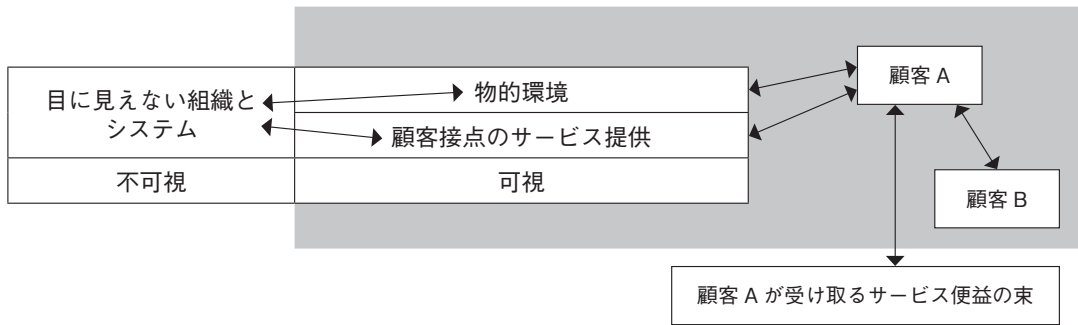 目に見えない組織と
システム
物的環境
顧客接点のサービス提供
不可視
可視
顧客 A
顧客 B
顧客 A が受け取るサービス便益の束